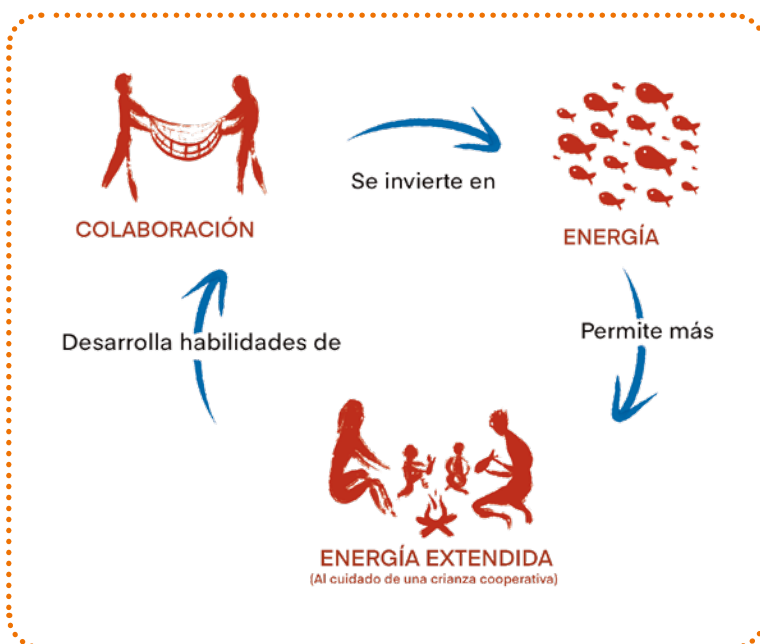 COLABORACIÓN
Se invierte en
ENERGÍA
Permite más
ENERGÍA EXTENDIDA
(Al cuidado de una crianza cooperativa)
Desarrolla habilidades de